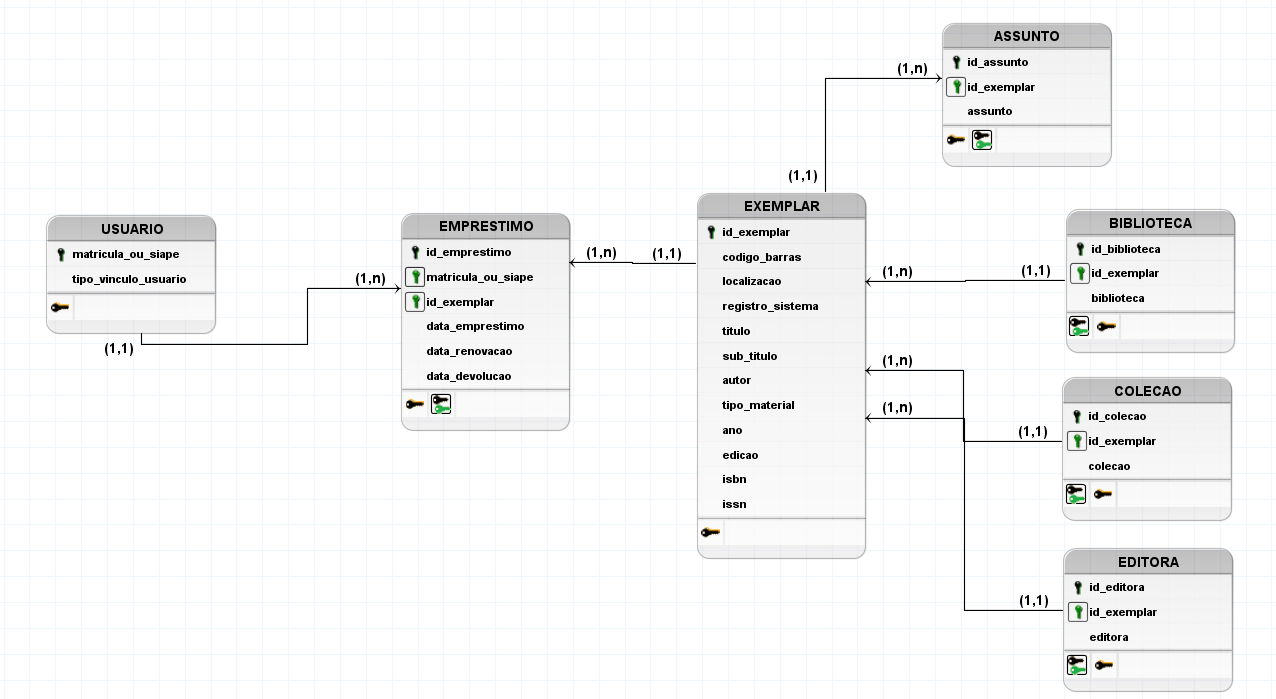 ASSUNTO
id_assunto
id_exemplar
assunto
(1,n)
(1,1)
USUARIO
matricula_ou_siape
tipo_vinculo_usuario
(1,1)
(1,n)
EMPRESTIMO
id_emprestimo
matricula_ou_siape
id_exemplar
data_emprestimo
data_renovacao
data_devolucao
(1,n)
(1,1)
EXEMPLAR
id_exemplar
codigo_barras
localizacao
registro_sistema
titulo
sub_titulo
autor
tipo_material
ano
edicao
isbn
issn
(1,n)
(1,1)
BIBLIOTECA
id_biblioteca
id_exemplar
biblioteca
(1,n)
(1,n)
(1,1)
COLECAO
id_colecao
id_exemplar
colecao
(1,1)
EDITORA
id_editora
id_exemplar
editora